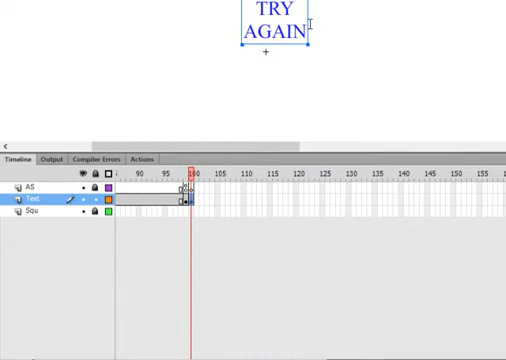 TRY
AGAIN
Timeline Output Compiler Errors Actions
90 95 100 105 110 115 120 125 130 135 140 145 150 155
AS
Text
Squ